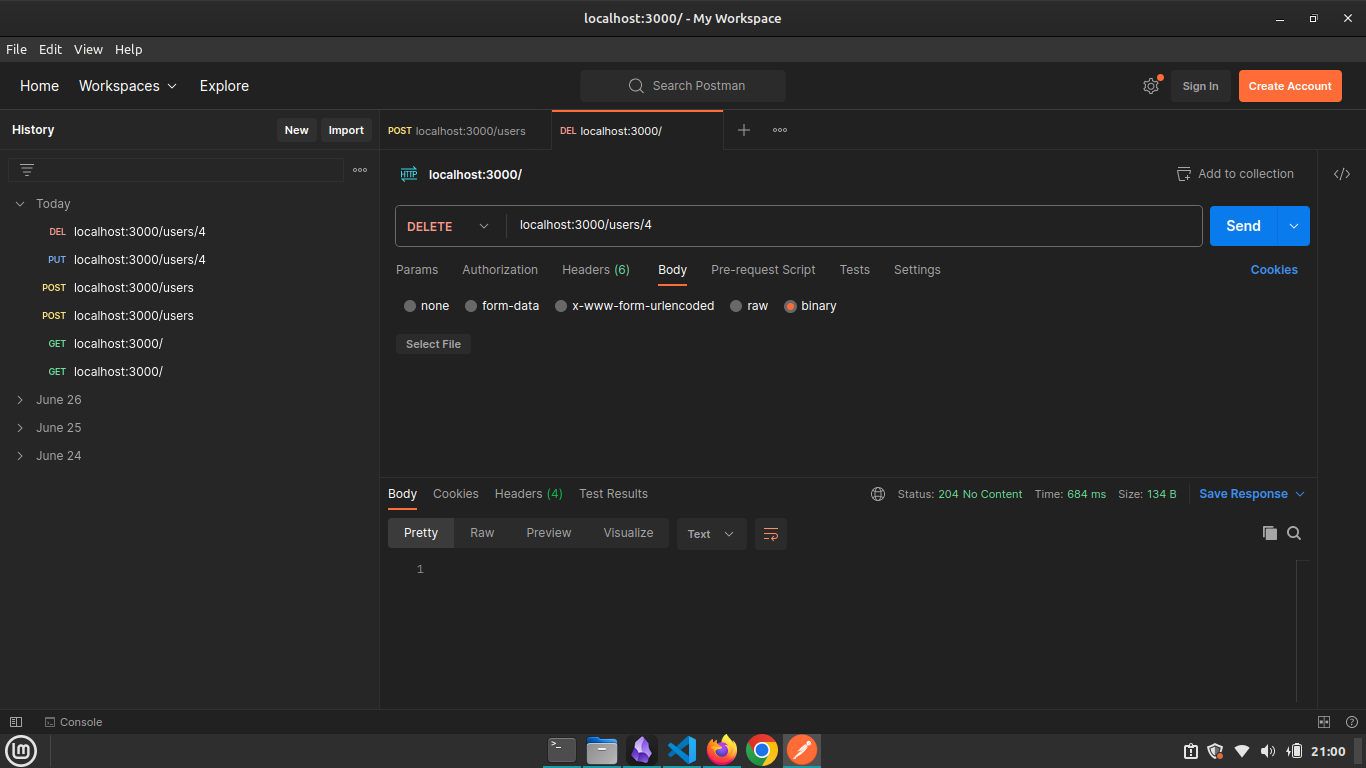 localhost:3000/ - My Workspace
File Edit View Help
Home Workspaces Explore Search Postman Sign In Create Account
History New Import
POST localhost:3000/users DEL localhost:3000/
Today
DEL localhost:3000/users/4
PUT localhost:3000/users/4
POST localhost:3000/users
POST localhost:3000/users
GET localhost:3000/
GET localhost:3000/
June 26
June 25
June 24
HTTP localhost:3000/ Add to collection </>
DELETE localhost:3000/users/4 Send
Params Authorization Headers (6) Body Pre-request Script Tests Settings Cookies
none form-data x-www-form-urlencoded raw binary
Select File
Body Cookies Headers (4) Test Results Status: 204 No Content Time: 684 ms Size: 134 B Save Response
Pretty Raw Preview Visualize Text
1
Console
21:00